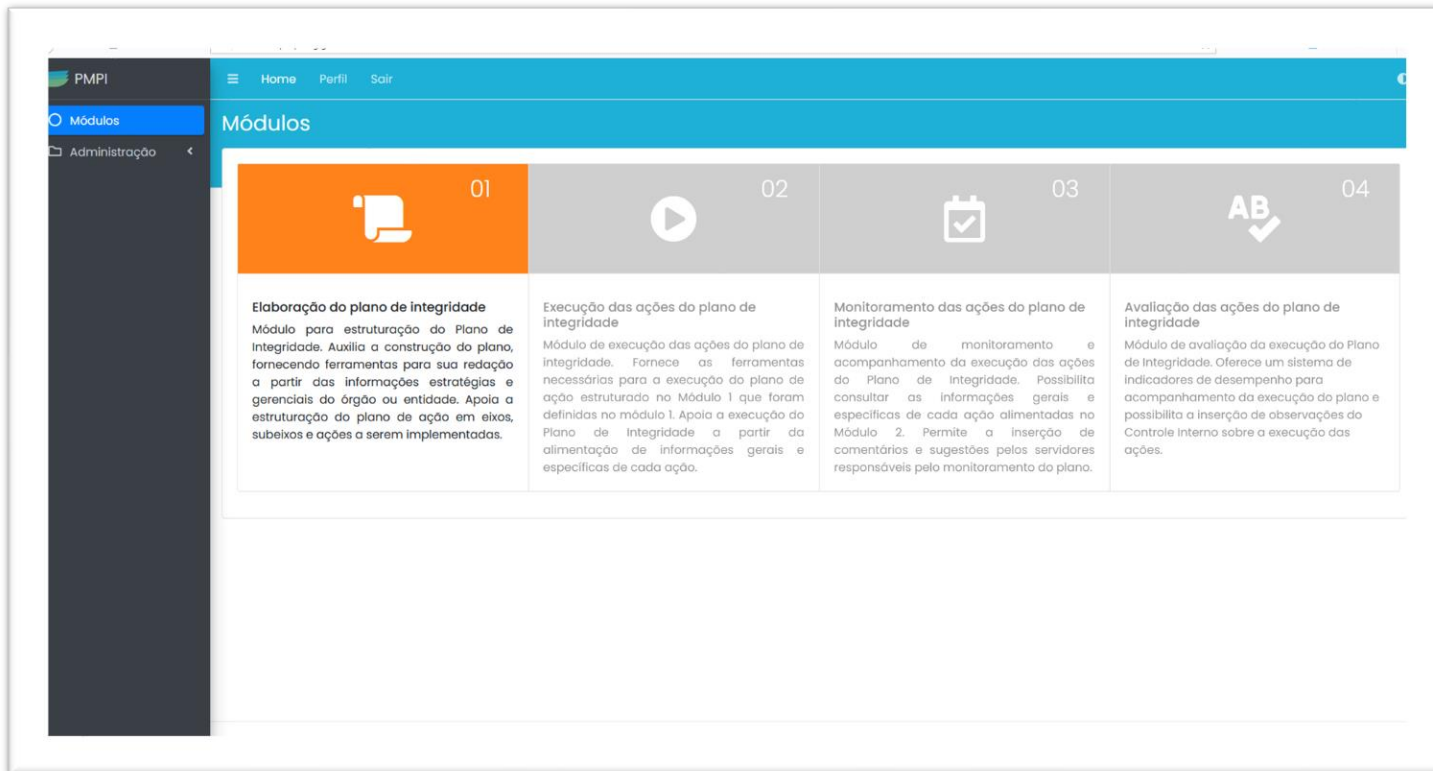 PMPI
Home Perfil Sair
Módulos
Administração
Módulos
01
Elaboração do plano de integridade
Módulo para estruturação do Plano de
Integridade. Auxilia a construção do plano,
fornecendo ferramentas para sua redação
a partir das informações estratégias e
gerenciais do órgão ou entidade. Apoia a
estruturação do plano de ação em eixos,
subeixos e ações a serem implementadas.
02
Execução das ações do plano de
integridade
Módulo de execução das ações do plano de
integridade. Fornece as ferramentas
necessárias para a execução do plano de
ação estruturado no Módulo 1 que foram
definidas no módulo 1. Apoia a execução do
Plano de Integridade a partir da
alimentação de informações gerais e
específicas de cada ação.
03
Monitoramento das ações do plano de
integridade
Módulo de monitoramento e
acompanhamento da execução das ações
do Plano de Integridade. Possibilita
consultar as informações gerais e
específicas de cada ação alimentadas no
Módulo 2. Permite a inserção de
comentários e sugestões pelos servidores
responsáveis pelo monitoramento do plano.
AB
04
Avaliação das ações do plano de
integridade
Módulo de avaliação da execução do Plano
de Integridade. Oferece um sistema de
indicadores de desempenho para
acompanhamento da execução do plano e
possibilita a inserção de observações do
Controle Interno sobre a execução das
ações.